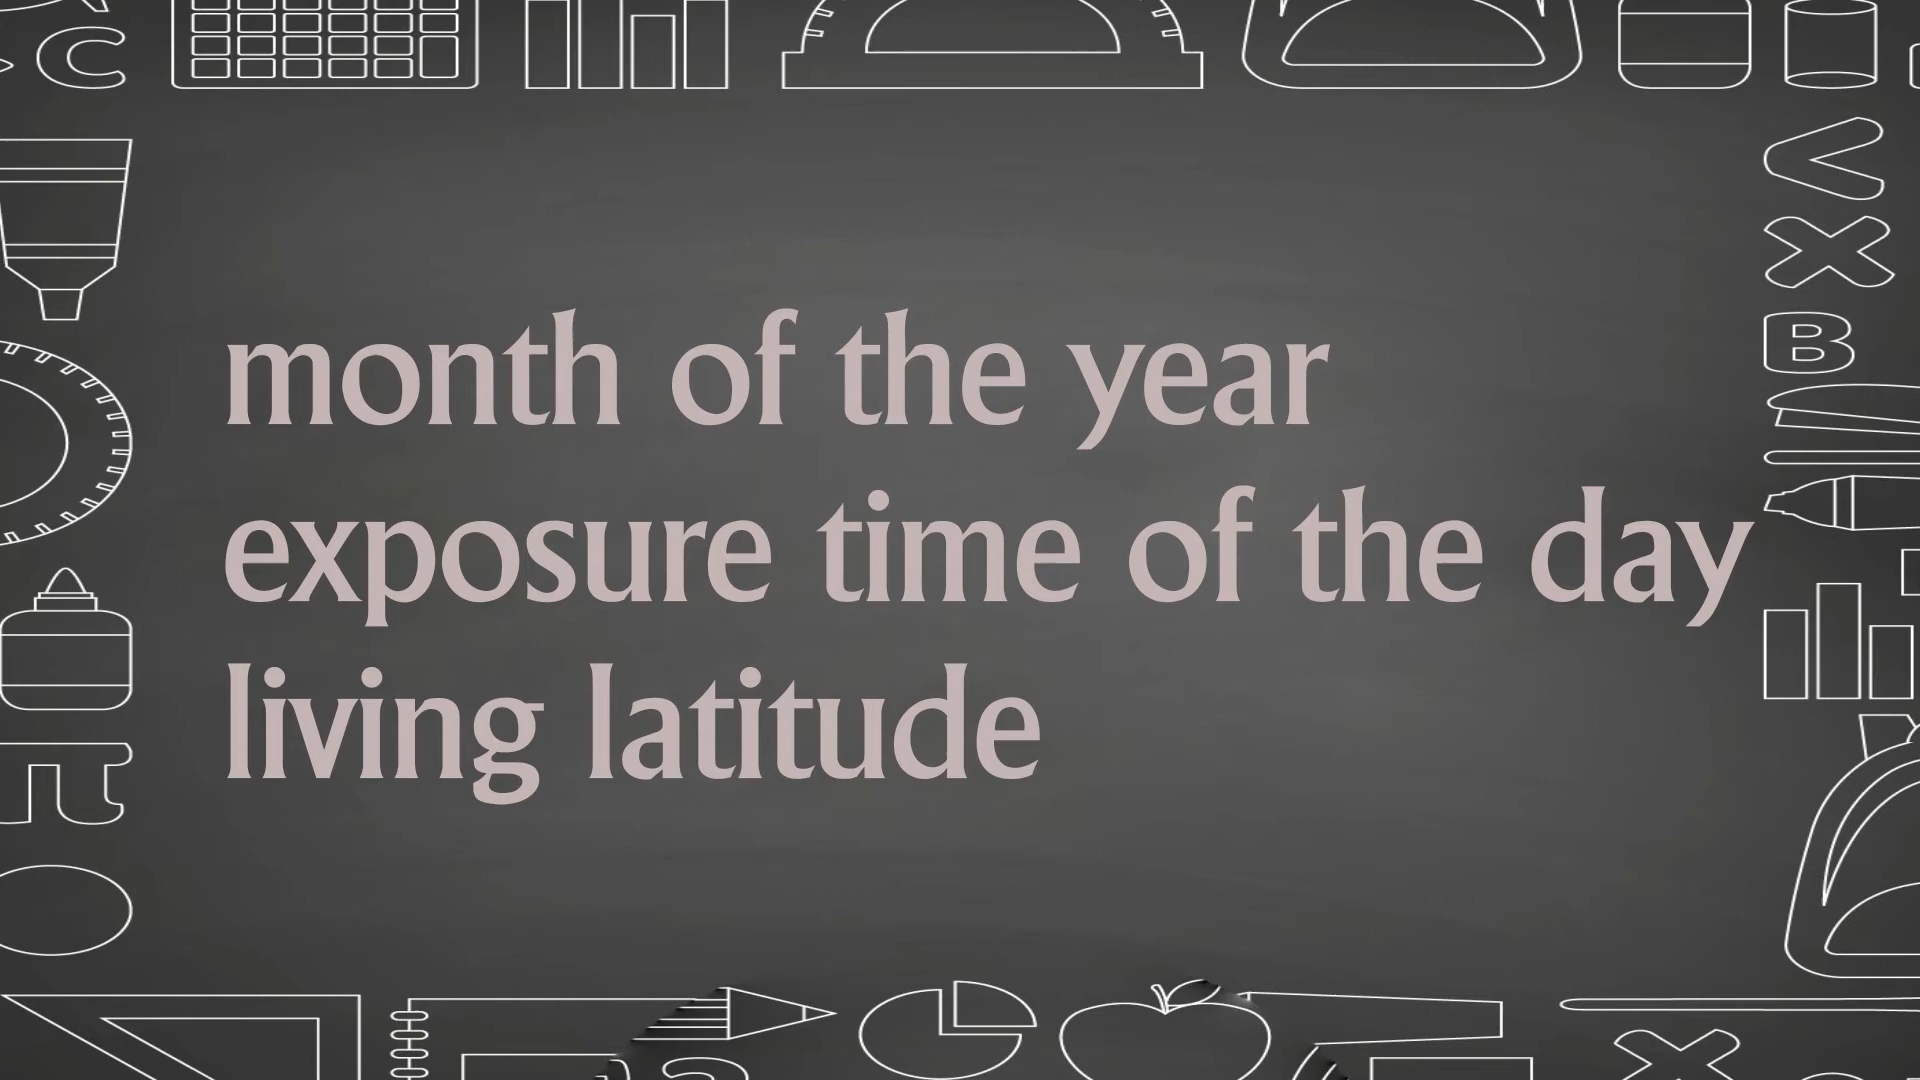 month of the year
exposure time of the day
living latitude